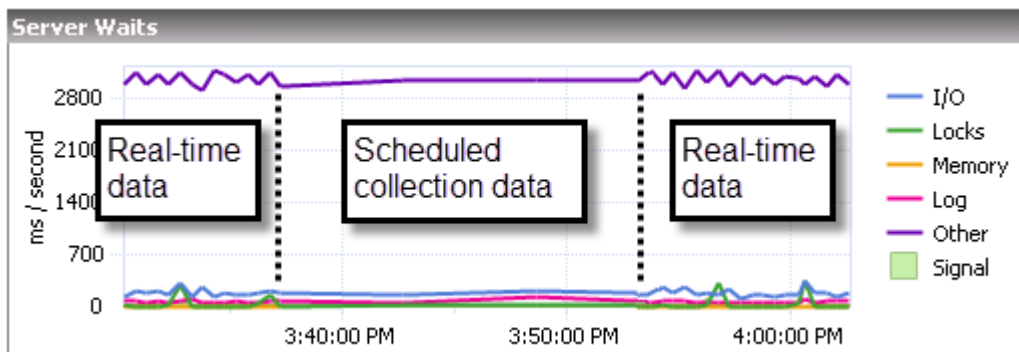 Server Waits
ms / second
2800
2100
1400
700
0
Real-time
data
Scheduled
collection data
Real-time
data
3:40:00 PM
3:50:00 PM
4:00:00 PM
I/O
Locks
Memory
Log
Other
Signal